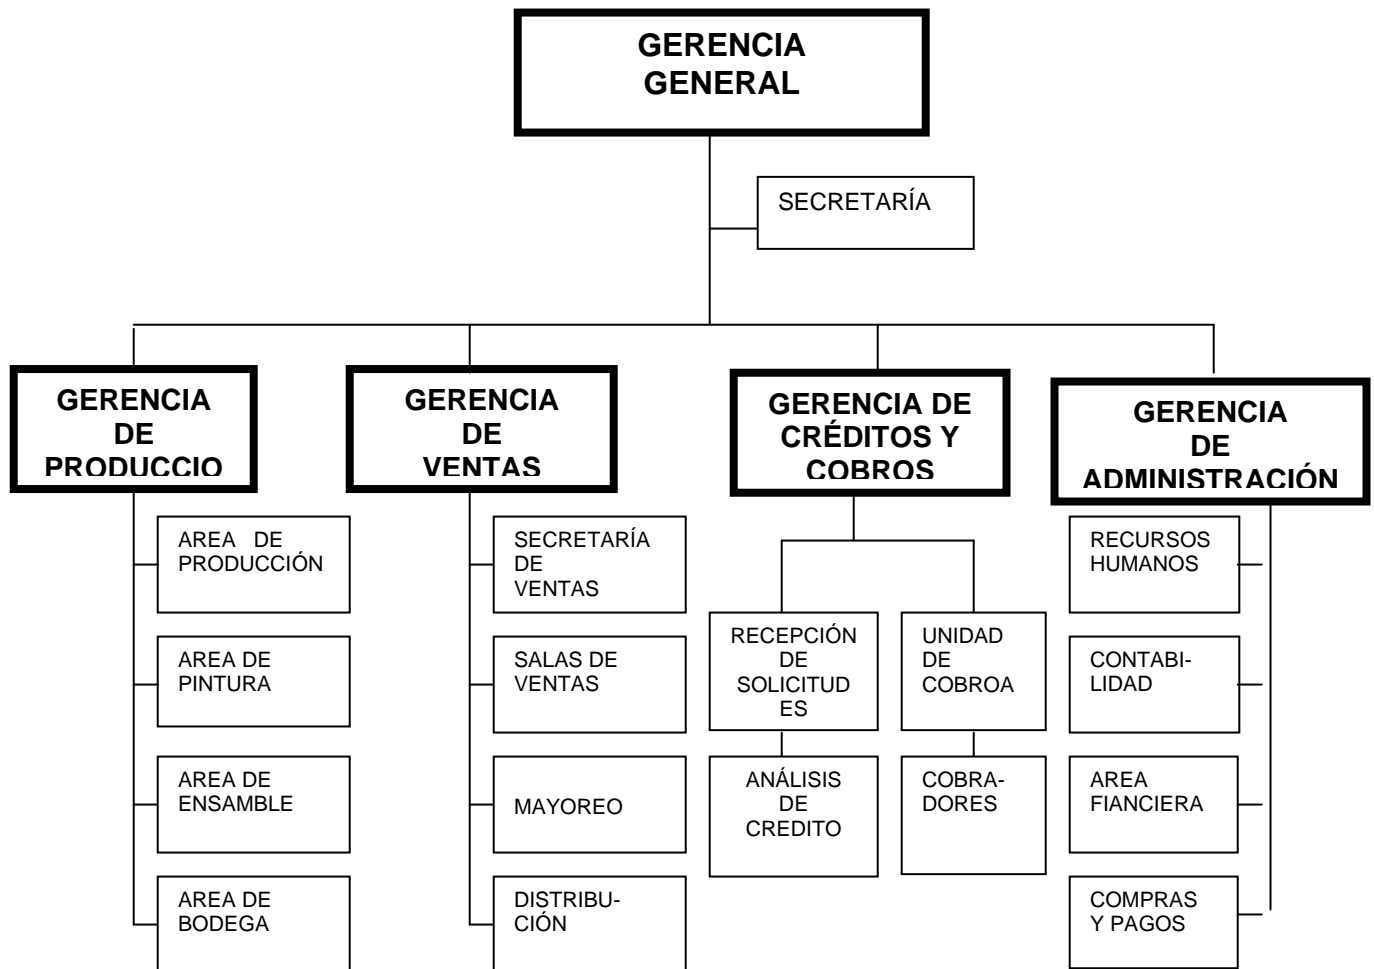 GERENCIA
GENERAL
SECRETARÍA
GERENCIA
DE
PRODUCCIO
GERENCIA
DE
VENTAS
GERENCIA DE
CRÉDITOS Y
COBROS
GERENCIA
DE
ADMINISTRACIÓN
AREA DE
PRODUCCIÓN
AREA DE
PINTURA
AREA DE
ENSAMBLE
AREA DE
BODEGA
SECRETARÍA
DE
VENTAS
SALAS DE
VENTAS
MAYOREO
DISTRIBU-
CIÓN
RECEPCIÓN
DE
SOLICITUD
ES
ANÁLISIS
DE
CREDITO
UNIDAD
DE
COBROA
COBRA-
DORES
RECURSOS
HUMANOS
CONTABI-
LIDAD
AREA
FIANCIERA
COMPRAS
Y PAGOS